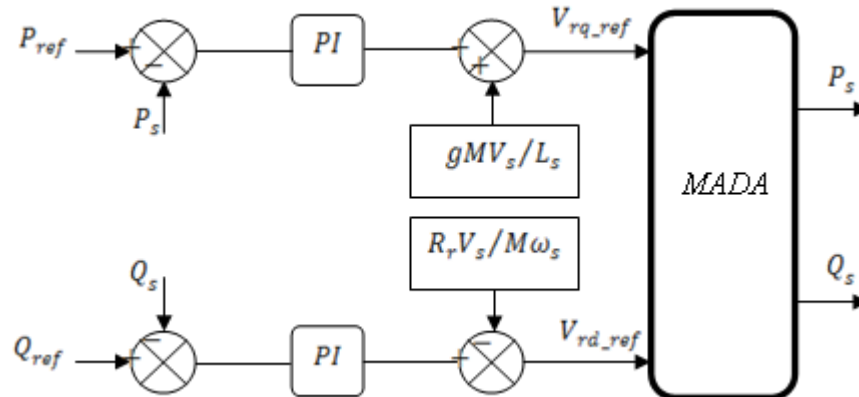 P_ref + − PI + + V_rq_ref P_s
P_s
gMV_s/L_s
MADA
R_rV_s/Mω_s
Q_s Q_s
Q_ref + − PI + − V_rd_ref